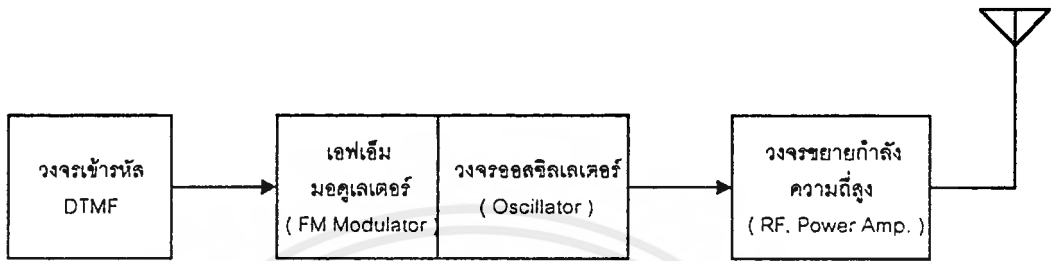 วงจรเข้ารหัส
DTMF
เอฟเอ็ม
มอดูเลเตอร์
( FM Modulator )
วงจรออสซิลเลเตอร์
( Oscillator )
วงจรขยายกำลัง
ความถี่สูง
( RF. Power Amp. )